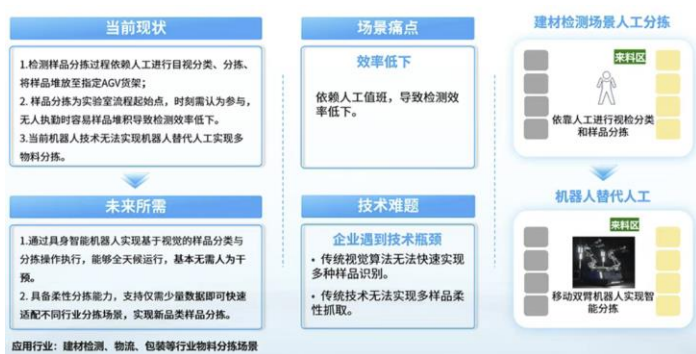 当前现状
1.检测样品分拣过程依赖人工进行目视分类、分拣、
将样品堆放至指定AGV货架；
2. 样品分拣为实验室流程起始点，时刻需认为参与，
无人执勤时容易样品堆积导致检测效率低下。
3.当前机器人技术无法实现机器人替代人工实现多
物料分拣。
未来所需
1.通过具身智能机器人实现基于视觉的样品分类与
分拣操作执行，能够全天候运行，基本无需人为干
预。
2. 具备柔性分拣能力，支持仅需少量数据即可快速
适配不同行业分拣场景，实现新品类样品分拣。
场景痛点
效率低下
依赖人工值班，导致检测效
率低下。
技术难题
企业遇到技术瓶颈
• 传统视觉算法无法快速实现
多种样品识别。
• 传统技术无法实现多样品柔
性抓取。
建材检测场景人工分拣
来料区
依靠人工进行视检分类
和样品分拣
机器人替代人工
来料区
移动双臂机器人实现智
能分拣
应用行业：建材检测、物流、包装等行业物料分拣场景